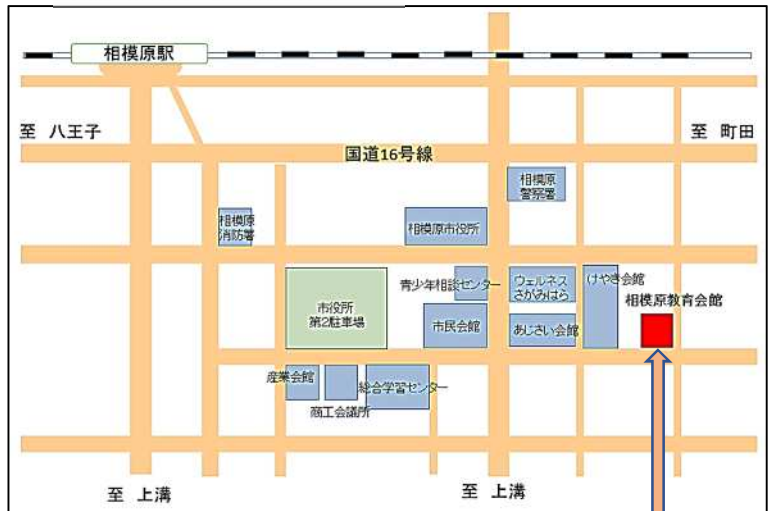 相模原駅
至 八王子
至 町田
国道16号線
相模原
警察署
相模原
消防署
相模原市役所
青少年相談センター
ウェルネス
さがみはら
けやき会館
相模原教育会館
市役所
第2駐車場
市民会館
あじさい会館
産業会館
総合学習センター
商工会議所
至 上溝
至 上溝